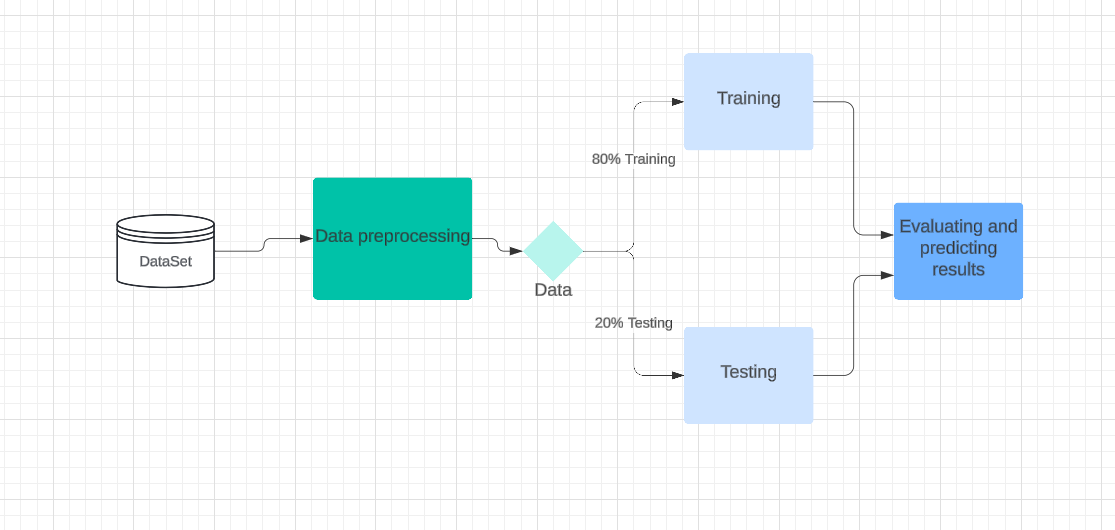 DataSet
Data preprocessing
Data
80% Training
20% Testing
Training
Testing
Evaluating and
predicting
results